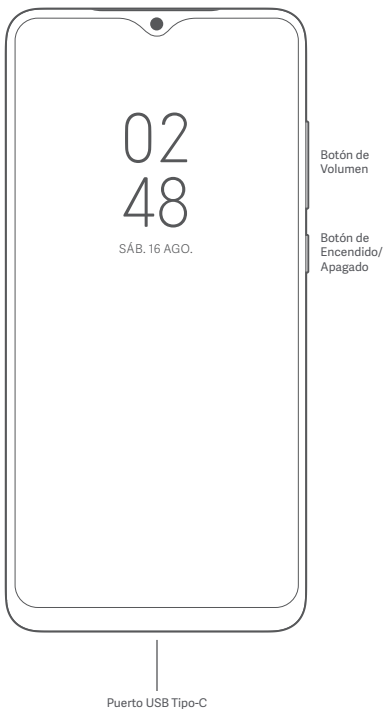 02
48
SÁB. 16 AGO.
Botón de
Volumen
Botón de
Encendido/
Apagado
Puerto USB Tipo-C